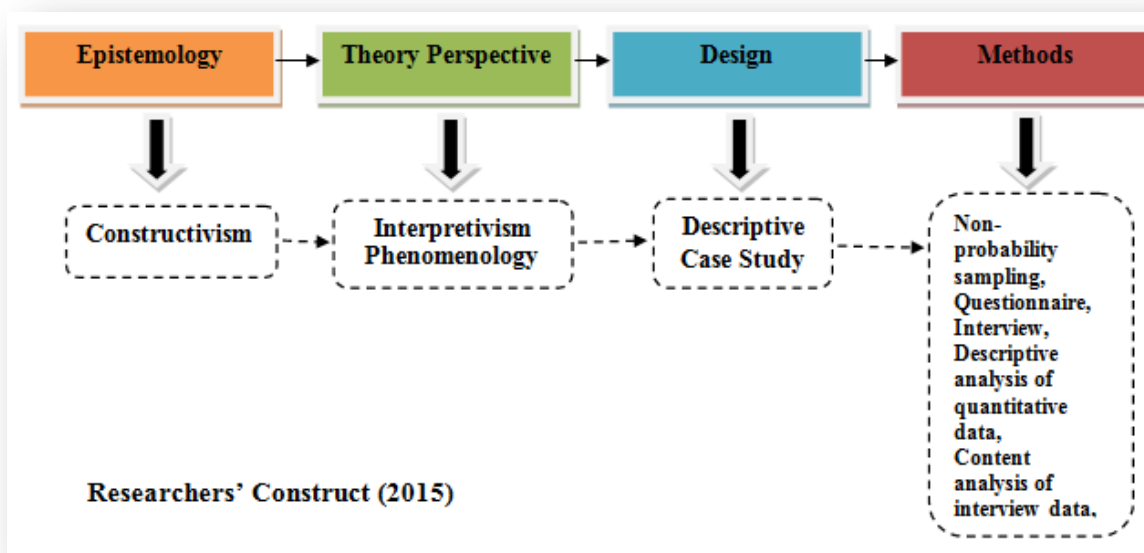 Epistemology
Theory Perspective
Design
Methods
Constructivism
Interpretivism
Phenomenology
Descriptive
Case Study
Non-
probability
sampling,
Questionnaire,
Interview,
Descriptive
analysis of
quantitative
data,
Content
analysis of
interview data.
Researchers’ Construct (2015)